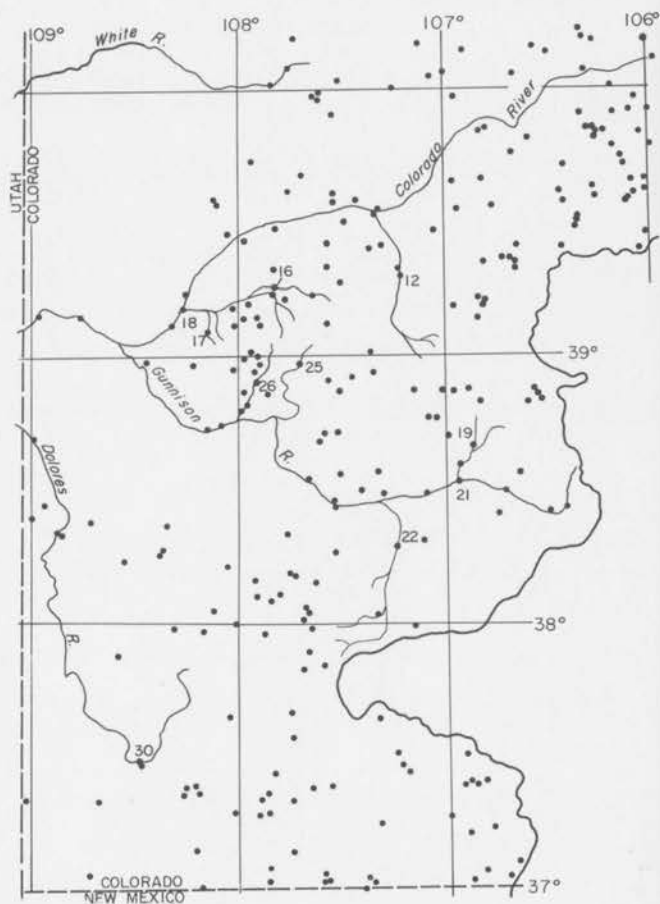 109° 108° 107° 106°
White R.
Colorado River
UTAH
COLORADO
16
12
18
17
39°
25
26
Gunnison R.
19
Dolores R.
21
22
38°
30
COLORADO
NEW MEXICO
37°